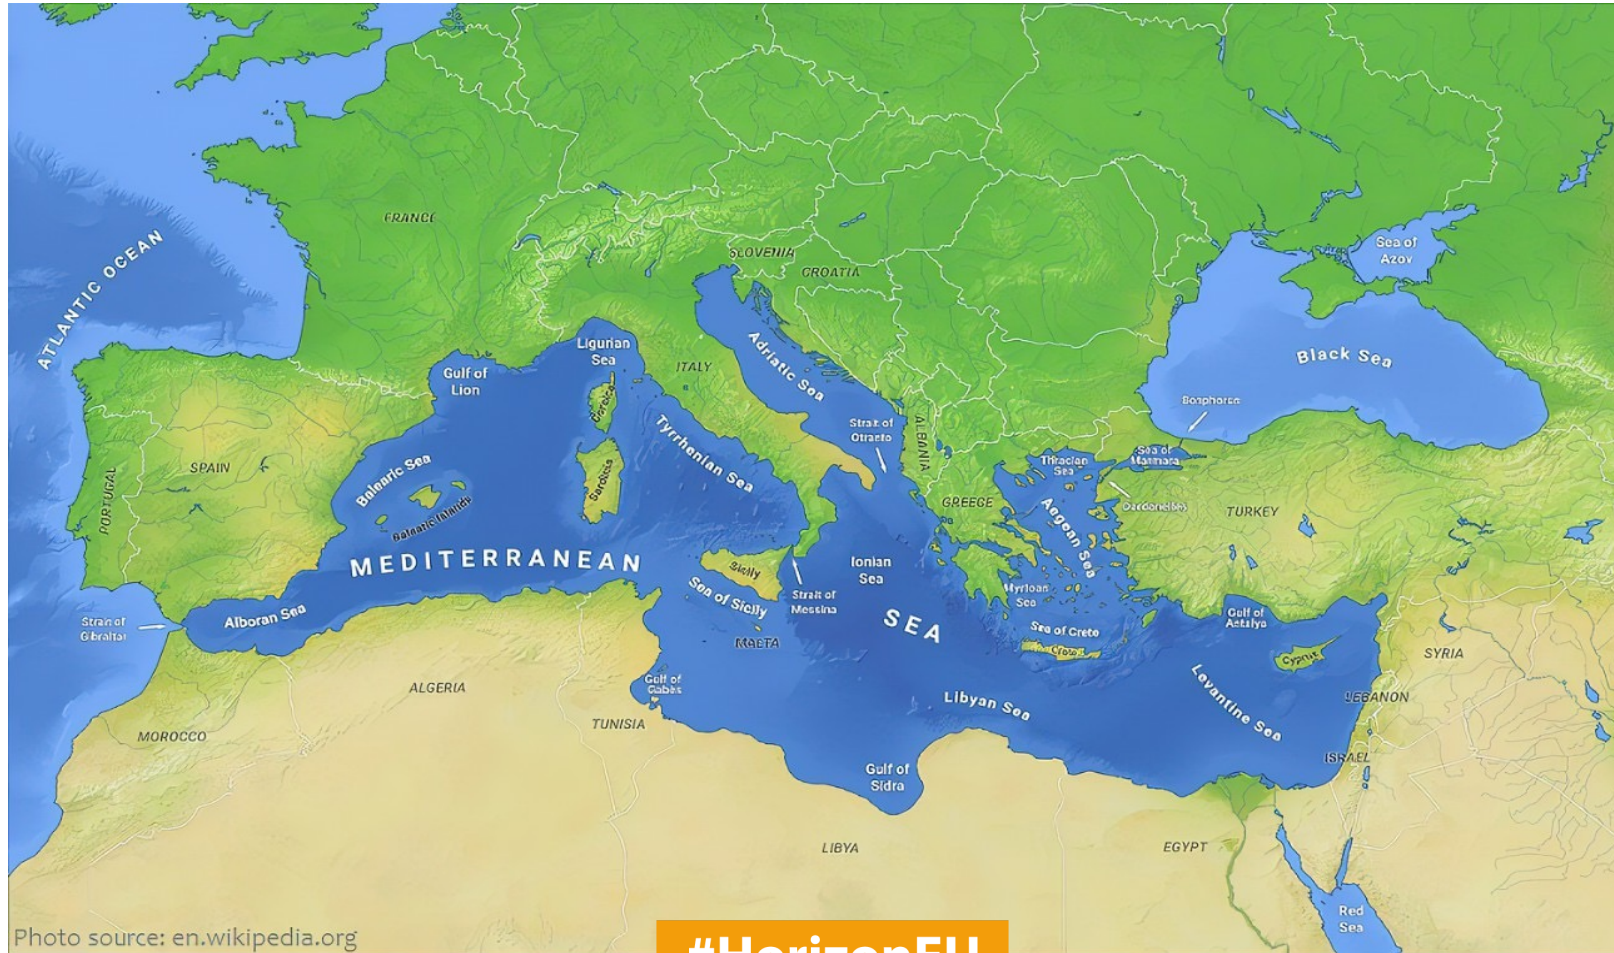 ATLANTIC OCEAN
FRANCE
SLOVENIA
CROATIA
Sea of
Azov
Black Sea
Ligurian
Sea
Gulf of
Lion
ITALY
Adriatic Sea
Corsica
Strait of
Otranto
ALBANIA
Bosphorus
Sea of
Marmara
Thracian
Sea
Dardanelles
PORTUGAL
SPAIN
Balearic Sea
Balearic Islands
Sardinia
Tyrrhenian Sea
GREECE
Aegean Sea
TURKEY
MEDITERRANEAN
SEA
Sicily
Ionian
Sea
Strait of
Messina
Sea of Sicily
MALTA
Myrtoan
Sea
Sea of Crete
Crete
Gulf of
Antalya
Cyprus
SYRIA
Strait of
Gibraltar
Alboran Sea
ALGERIA
Gulf of
Gabes
TUNISIA
MOROCCO
Libyan Sea
Levantine Sea
LEBANON
ISRAEL
Gulf of
Sidra
LIBYA
EGYPT
Red
Sea
Photo source: en.wikipedia.org
#HorizonEU